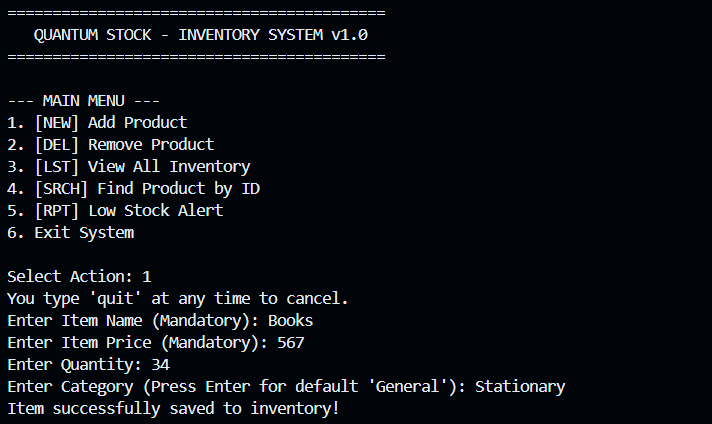 ==========================================
QUANTUM STOCK - INVENTORY SYSTEM v1.0
==========================================
--- MAIN MENU ---
1. [NEW] Add Product
2. [DEL] Remove Product
3. [LST] View All Inventory
4. [SRCH] Find Product by ID
5. [RPT] Low Stock Alert
6. Exit System
Select Action: 1
You type 'quit' at any time to cancel.
Enter Item Name (Mandatory): Books
Enter Item Price (Mandatory): 567
Enter Quantity: 34
Enter Category (Press Enter for default 'General'): Stationary
Item successfully saved to inventory!